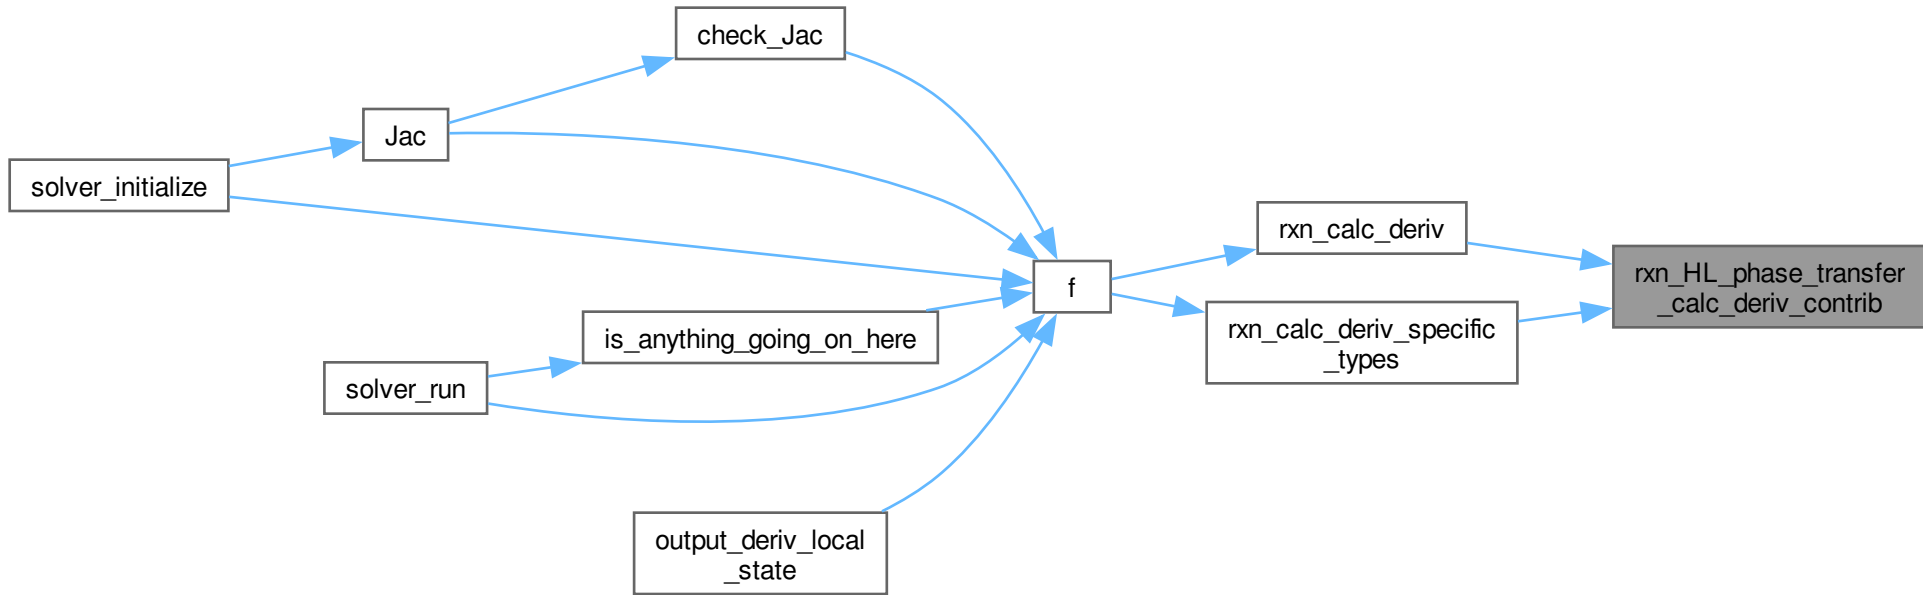 check_Jac
Jac
solver_initialize
rxn_calc_deriv
rxn_HL_phase_transfer
_calc_deriv_contrib
f
is_anything_going_on_here
rxn_calc_deriv_specific
_types
solver_run
output_deriv_local
_state